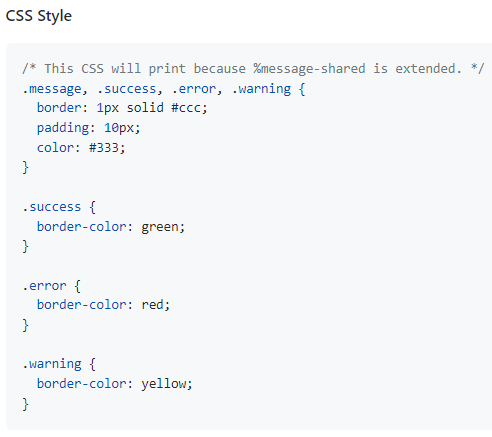 CSS Style
/* This CSS will print because %message-shared is extended. */
.message, .success, .error, .warning {
  border: 1px solid #ccc;
  padding: 10px;
  color: #333;
}

.success {
  border-color: green;
}

.error {
  border-color: red;
}

.warning {
  border-color: yellow;
}